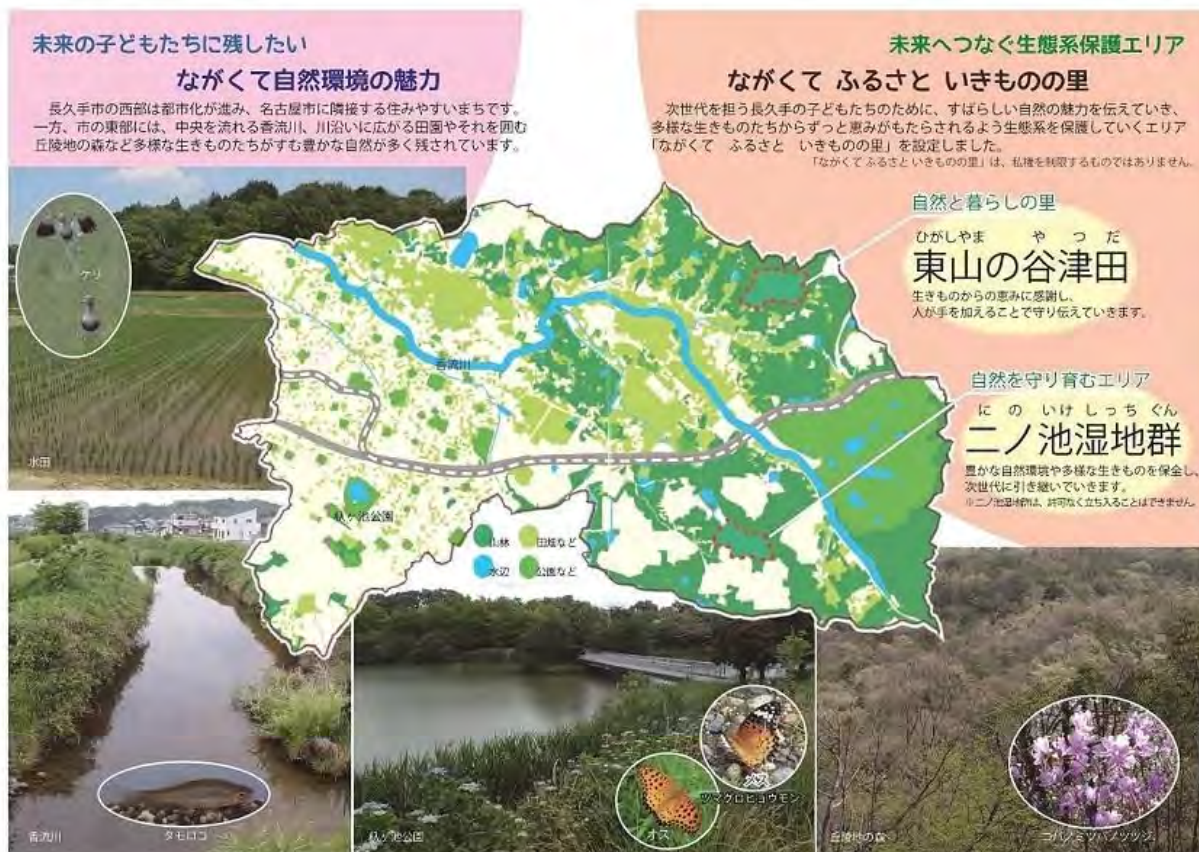 未来の子どもたちに残したい
ながくて自然環境の魅力
長久手市の西部は都市化が進み、名古屋市に隣接する住みやすいまちです。
一方、市の東部には、中央を流れる香流川、川沿いに広がる田園やそれを囲む
丘陵地の森など多様な生きものたちがすむ豊かな自然が多く残されています。
未来へつなぐ生態系保護エリア
ながくて ふるさと いきものの里
次世代を担う長久手の子どもたちのために、すばらしい自然の魅力を伝えていき、
多様な生きものたちからずっと恵みがもたらされるよう生態系を保護していくエリア
「ながくて ふるさと いきものの里」を設定しました。
「ながくて ふるさと いきものの里」は、私権を制限するものではありません。
自然と暮らしの里
ひがしやま や つ だ
東山の谷津田
生きものからの恵みに感謝し、
人が手を加えることで守り伝えていきます。
自然を守り育むエリア
に の いけ しっち ぐん
二ノ池湿地群
豊かな自然環境や多様な生きものを保全し、
次世代に引き継いでいきます。
※二ノ池湿地群は、許可なく立ち入ることはできません。
ケリ
水田
香流川
杁ヶ池公園
山林
田畑など
水辺
公園など
香流川
タモロコ
杁ヶ池公園
メス
ツマグロヒョウモン
オス
丘陵地の森
コバノミツバツツジ